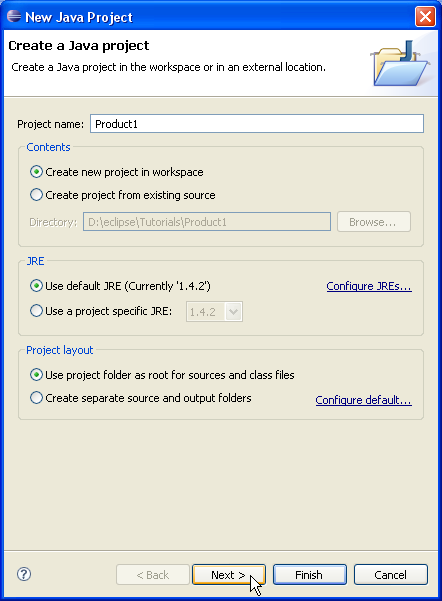 New Java Project
Create a Java project
Create a Java project in the workspace or in an external location.
Project name: Product1
Contents
Create new project in workspace
Create project from existing source
Directory: D:\eclipse\Tutorials\Product1 Browse...
JRE
Use default JRE (Currently '1.4.2') Configure JREs...
Use a project specific JRE: 1.4.2
Project layout
Use project folder as root for sources and class files
Create separate source and output folders Configure default...
? < Back Next > Finish Cancel